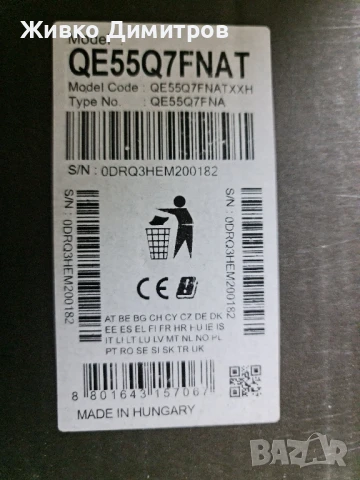 Живко Димитров
Model
QE55Q7FNAT
Model Code : QE55Q7FNATXXH
Type No. : QE55Q7FNA
S/N : 0DRQ3HEM200182
S/N : 0DRQ3HEM200182
S/N : 0DRQ3HEM200182
CE
AT BE BG CH CY CZ DE DK
EE ES EL FI FR HR HU IE IS
IT LI LT LU LV MT NL NO PL
PT RO SE SI SK TR UK
8 801643 157067
MADE IN HUNGARY
BAZAR